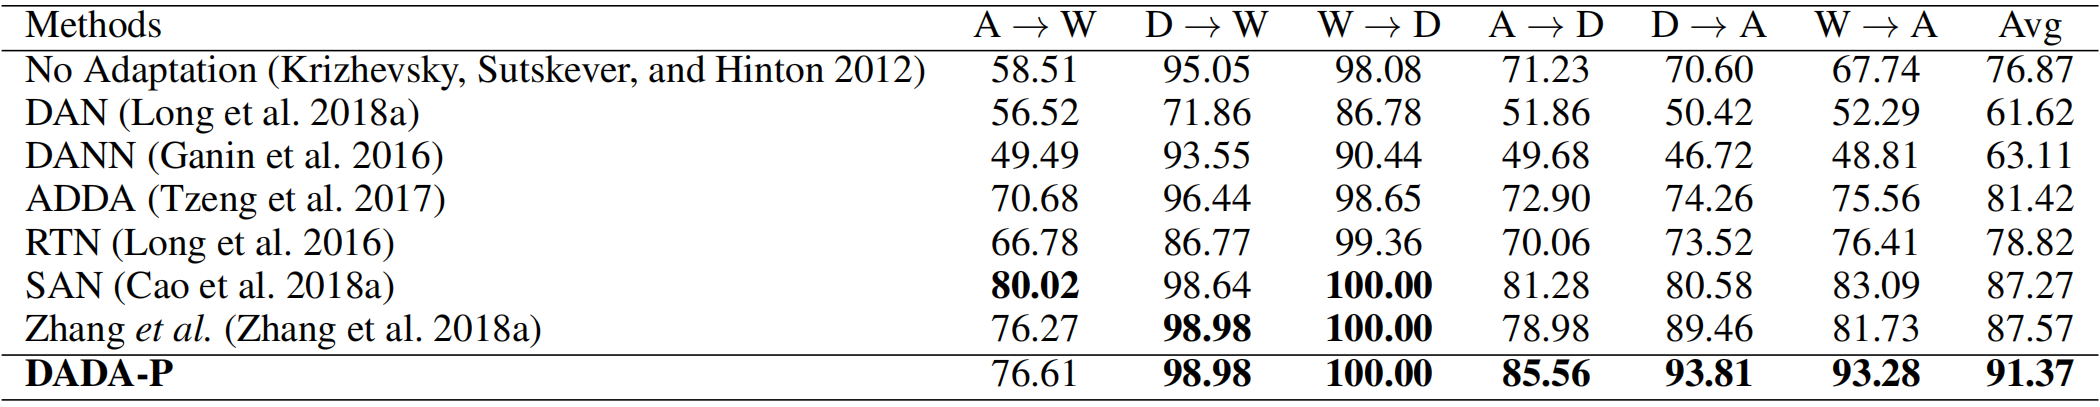 Methods A → W D → W W → D A → D D → A W → A Avg
No Adaptation (Krizhevsky, Sutskever, and Hinton 2012) 58.51 95.05 98.08 71.23 70.60 67.74 76.87
DAN (Long et al. 2018a) 56.52 71.86 86.78 51.86 50.42 52.29 61.62
DANN (Ganin et al. 2016) 49.49 93.55 90.44 49.68 46.72 48.81 63.11
ADDA (Tzeng et al. 2017) 70.68 96.44 98.65 72.90 74.26 75.56 81.42
RTN (Long et al. 2016) 66.78 86.77 99.36 70.06 73.52 76.41 78.82
SAN (Cao et al. 2018a) 80.02 98.64 100.00 81.28 80.58 83.09 87.27
Zhang et al. (Zhang et al. 2018a) 76.27 98.98 100.00 78.98 89.46 81.73 87.57
DADA-P 76.61 98.98 100.00 85.56 93.81 93.28 91.37